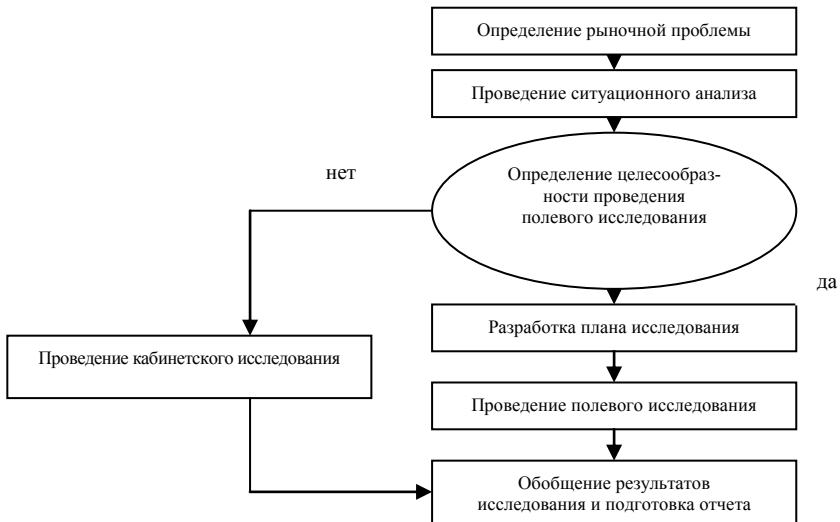 Определение рыночной проблемы
Проведение ситуационного анализа
нет
Определение целесообраз-
ности проведения
полевого исследования
да
Разработка плана исследования
Проведение кабинетского исследования
Проведение полевого исследования
Обобщение результатов
исследования и подготовка отчета